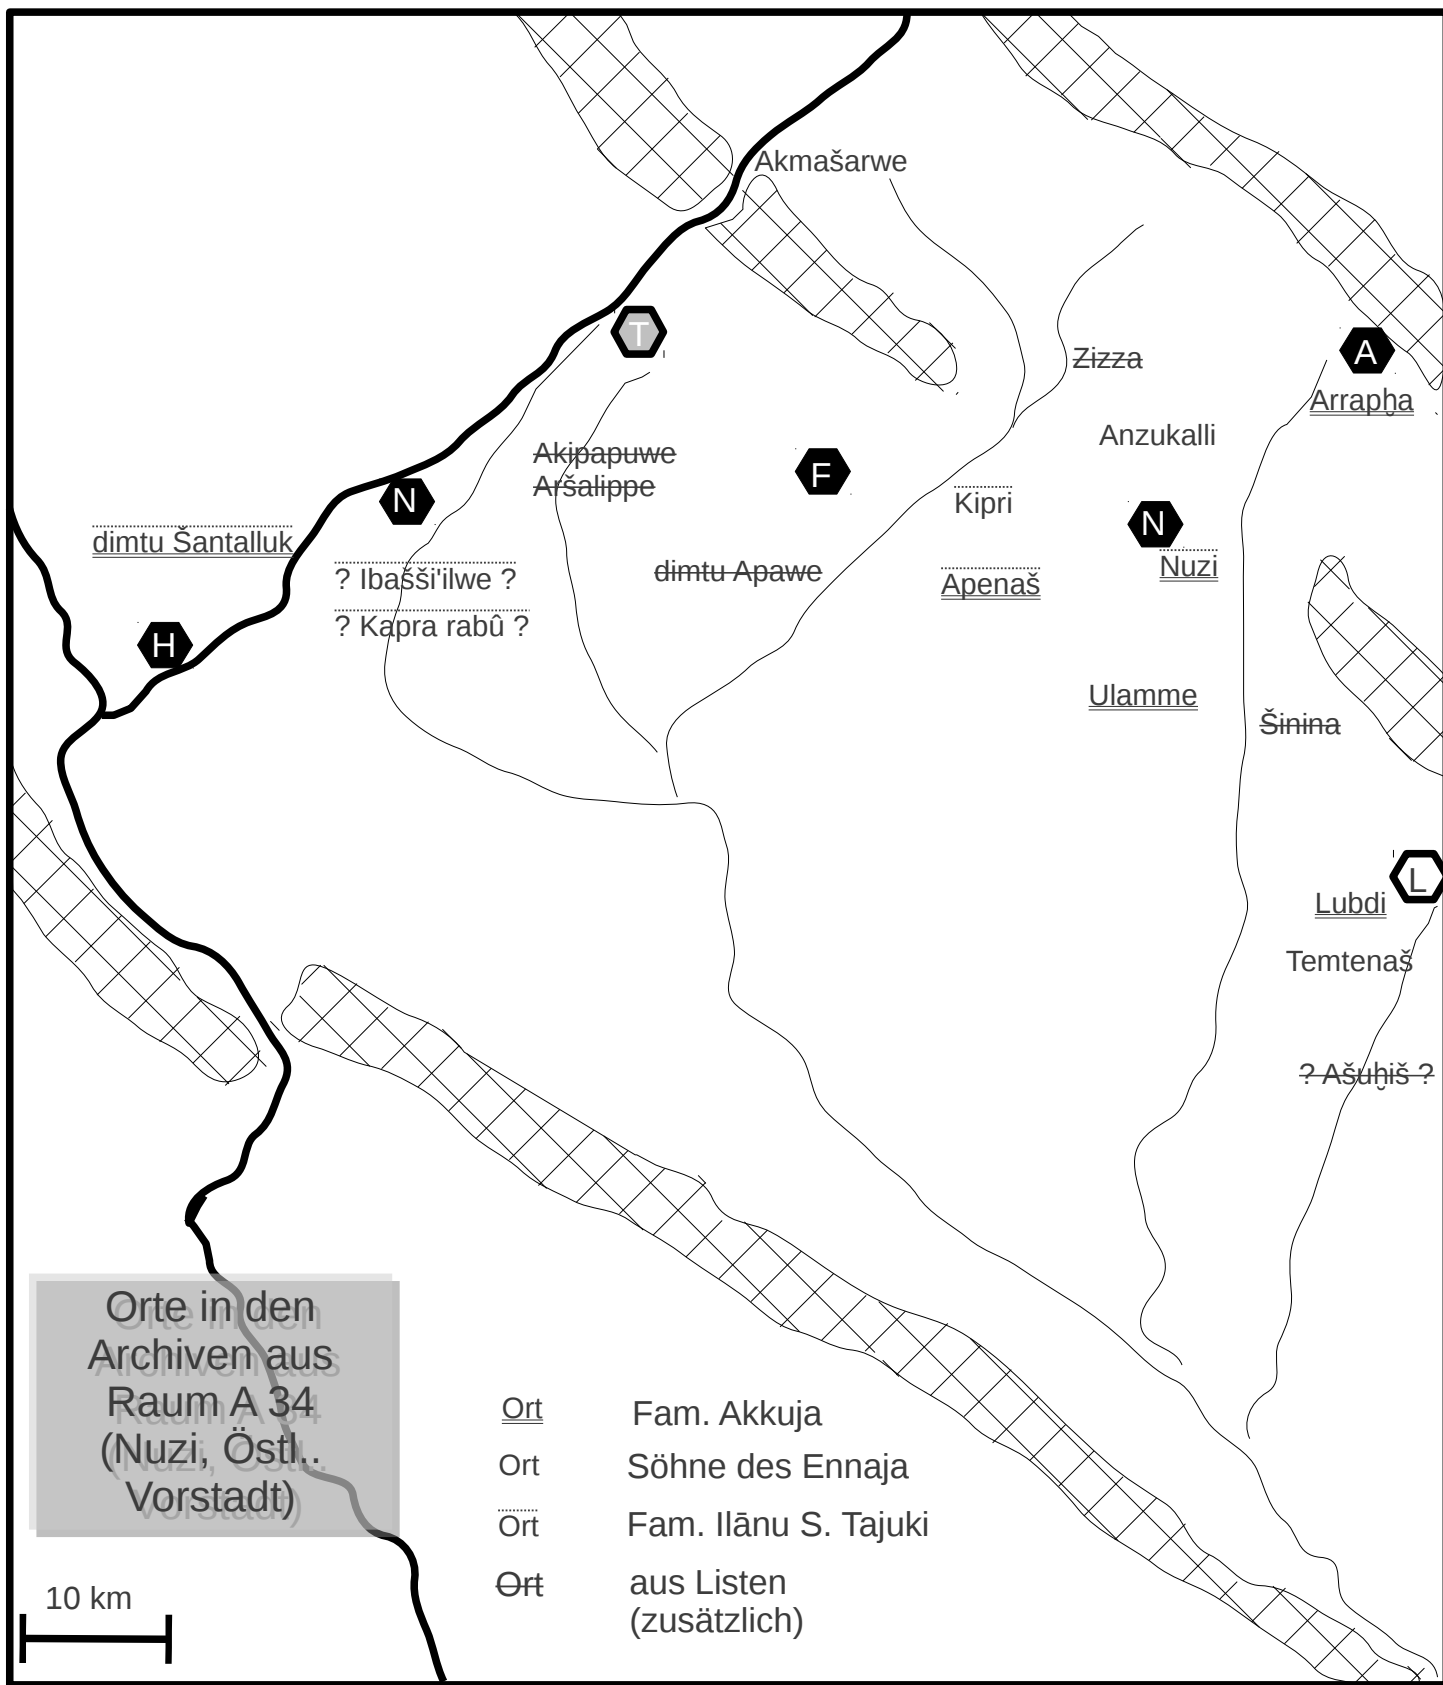 Akmašarwe
T
Zizza
A
Arrapḫa
Anzukalli
Akipapuwe
Aršalippe
F
N
Kipri
N
dimtu Šantalluk
? Ibašši'ilwe ?
dimtu Apawe
Apenaš
Nuzi
? Kapra rabû ?
H
Ulamme
Šinina
L
Lubdi
Temtenaš
? Ašuḫiš ?
Orte in den
Archiven aus
Raum A 34
(Nuzi, Östl..
Vorstadt)
Ort Fam. Akkuja
Ort Söhne des Ennaja
Ort Fam. Ilānu S. Tajuki
Ort aus Listen
(zusätzlich)
10 km